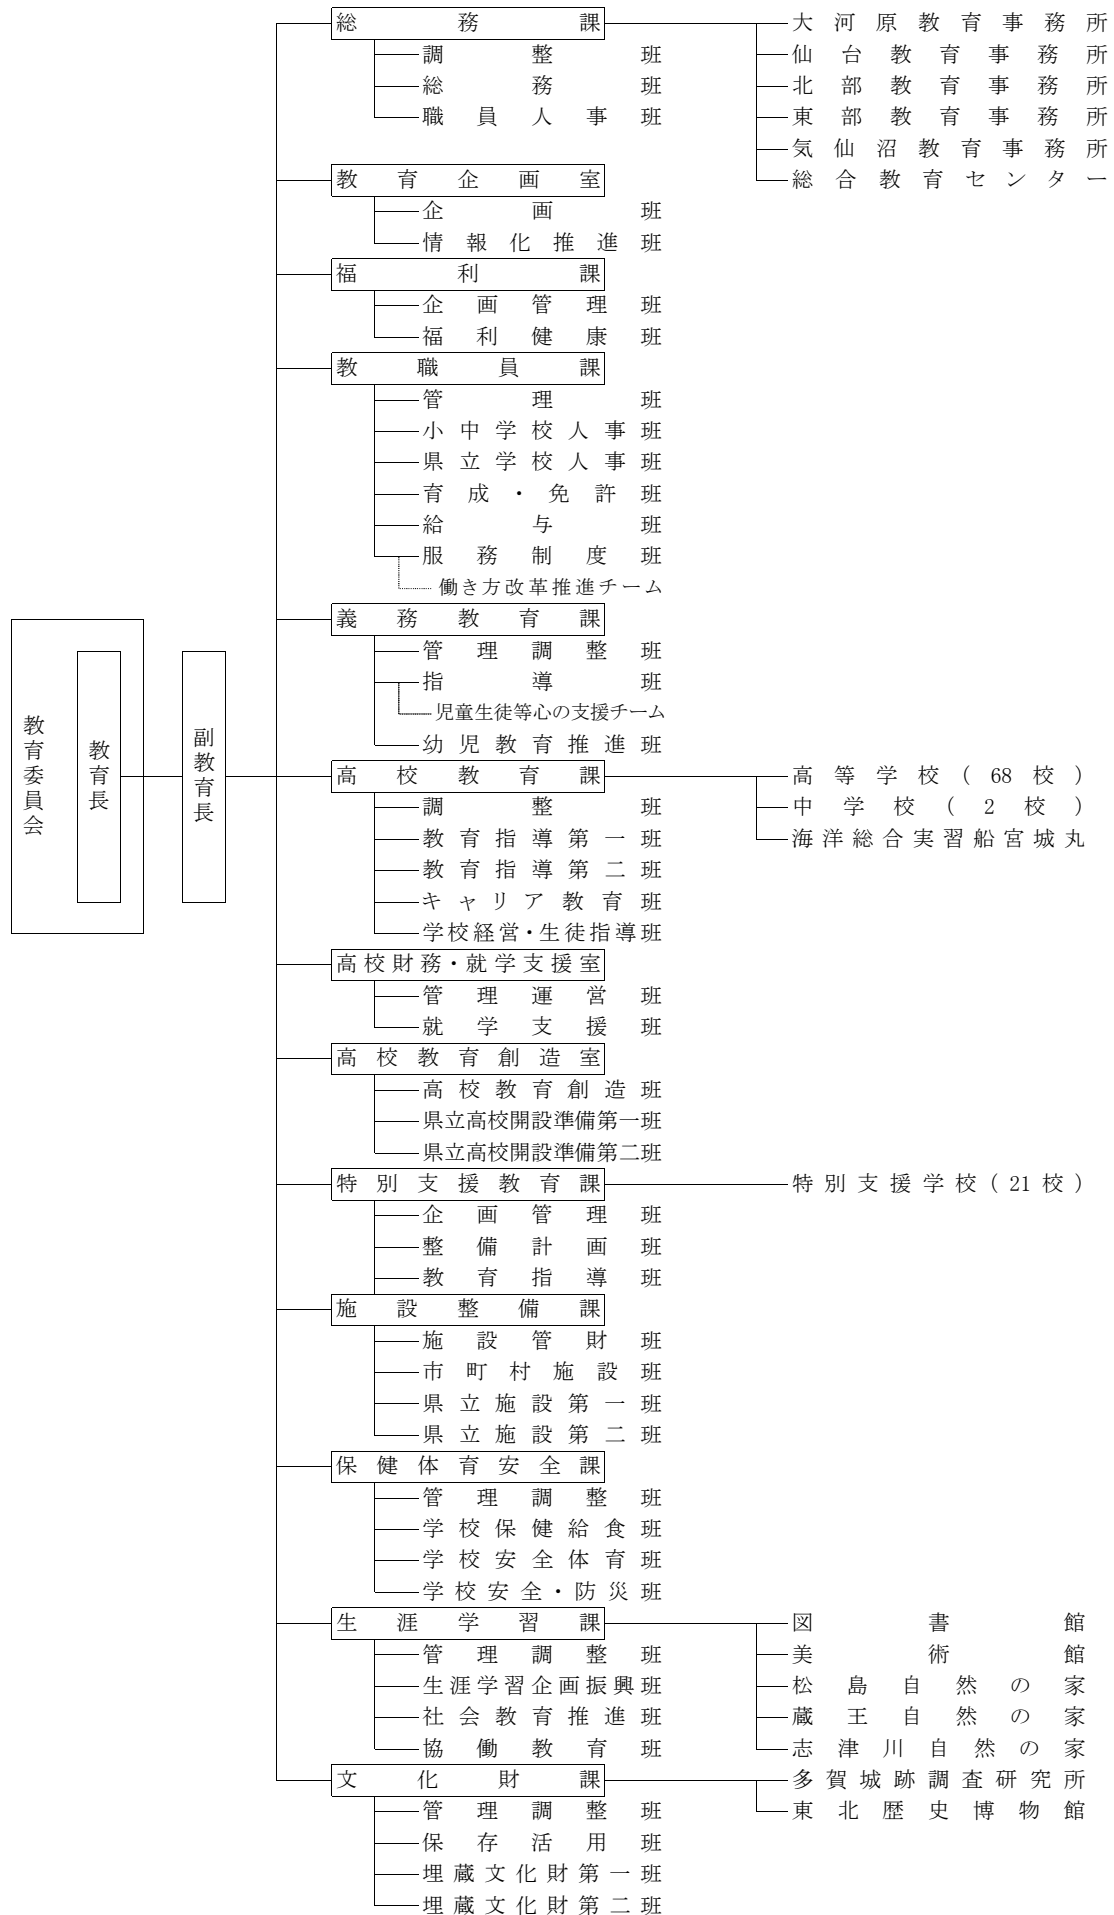 教育委員会
教育長
副教育長
総務課
調整班
総務班
職員人事班
大河原教育事務所
仙台教育事務所
北部教育事務所
東部教育事務所
気仙沼教育事務所
総合教育センター
教育企画室
企画班
情報化推進班
福利課
企画管理班
福利健康班
教職員課
管理班
小中学校人事班
県立学校人事班
育成・免許班
給与班
服務制度班
働き方改革推進チーム
義務教育課
管理調整班
指導班
児童生徒等心の支援チーム
幼児教育推進班
高校教育課
調整班
教育指導第一班
教育指導第二班
キャリア教育班
学校経営・生徒指導班
高等学校(68校)
中学校(2校)
海洋総合実習船宮城丸
高校財務・就学支援室
管理運営班
就学支援班
高校教育創造室
高校教育創造班
県立高校開設準備第一班
県立高校開設準備第二班
特別支援教育課
企画管理班
整備計画班
教育指導班
特別支援学校(21校)
施設整備課
施設管財班
市町村施設班
県立施設第一班
県立施設第二班
保健体育安全課
管理調整班
学校保健給食班
学校安全体育班
学校安全・防災班
生涯学習課
管理調整班
生涯学習企画振興班
社会教育推進班
協働教育班
図書館
美術館
松島自然の家
蔵王自然の家
志津川自然の家
文化財課
管理調整班
保存活用班
埋蔵文化財第一班
埋蔵文化財第二班
多賀城跡調査研究所
東北歴史博物館